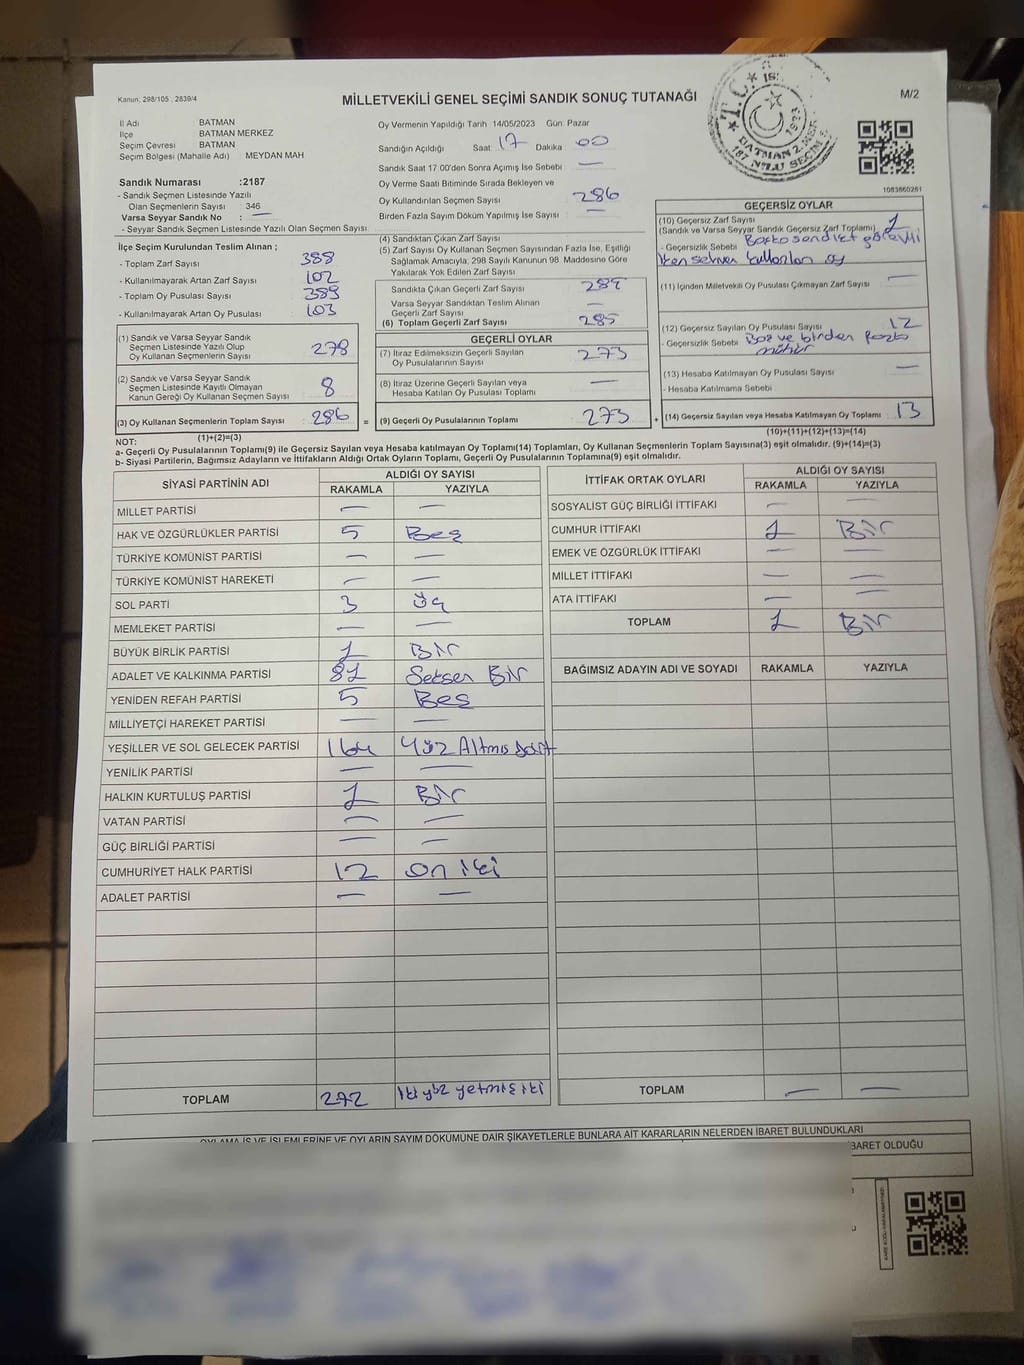 Kanun; 298/105 , 2839/4
MİLLETVEKİLİ GENEL SEÇİMİ SANDIK SONUÇ TUTANAĞI
M/2
İl Adı BATMAN
İlçe BATMAN MERKEZ
Seçim Çevresi BATMAN
Seçim Bölgesi (Mahalle Adı) : MEYDAN MAH
Sandık Numarası :2187
- Sandık Seçmen Listesinde Yazılı
Olan Seçmenlerin Sayısı : 346
Varsa Seyyar Sandık No : —
- Seyyar Sandık Seçmen Listesinde Yazılı Olan Seçmen Sayısı:
Oy Vermenin Yapıldığı Tarih 14/05/2023 Gün Pazar
Sandığın Açıldığı Saat 17 Dakika 00
Sandık Saat 17 00'den Sonra Açımış İse Sebebi —
Oy Verme Saati Bitiminde Sırada Bekleyen ve
Oy Kullandırılan Seçmen Sayısı 286
Birden Fazla Sayım Döküm Yapılmış İse Sayısı —
1083860261
İlçe Seçim Kurulundan Teslim Alınan ;
- Toplam Zarf Sayısı 388
- Kullanılmayarak Artan Zarf Sayısı 102
- Toplam Oy Pusulası Sayısı 389
- Kullanılmayarak Artan Oy Pusulası 103
(1) Sandık ve Varsa Seyyar Sandık
Seçmen Listesinde Yazılı Olup
Oy Kullanan Seçmenlerin Sayısı 278
(2) Sandık ve Varsa Seyyar Sandık
Seçmen Listesinde Kayıtlı Olmayan
Kanun Gereği Oy Kullanan Seçmen Sayısı 8
(3) Oy Kullanan Seçmenlerin Toplam Sayısı 286 =
(4) Sandıktan Çıkan Zarf Sayısı
(5) Zarf Sayısı Oy Kullanan Seçmen Sayısından Fazla İse, Eşitliği
Sağlamak Amacıyla, 298 Sayılı Kanunun 98 Maddesine Göre
Yakılarak Yok Edilen Zarf Sayısı
Sandıkta Çıkan Geçerli Zarf Sayısı
Varsa Seyyar Sandıktan Teslim Alınan
Geçerli Zarf Sayısı —
(6) Toplam Geçerli Zarf Sayısı 285
GEÇERLİ OYLAR
(7) İtiraz Edilmeksizin Geçerli Sayılan
Oy Pusulalarının Sayısı 273
(8) İtiraz Üzerine Geçerli Sayılan veya
Hesaba Katılan Oy Pusulası Toplamı —
(9) Geçerli Oy Pusulalarının Toplamı 273 +
GEÇERSİZ OYLAR
(10) Geçersiz Zarf Sayısı 1
(Sandık ve Varsa Seyyar Sandık Geçersiz Zarf Toplamı)
- Geçersizlik Sebebi
oy
(11) İçinden Milletvekili Oy Pusulası Çıkmayan Zarf Sayısı —
(12) Geçersiz Sayılan Oy Pusulası Sayısı 12
- Geçersizlik Sebebi Boş ve birden fazla
mühür
(13) Hesaba Katılmayan Oy Pusulası Sayısı —
- Hesaba Katılmama Sebebi
(14) Geçersiz Sayılan veya Hesaba Katılmayan Oy Toplamı 13
(1)+(2)=(3)
(10)+(11)+(12)+(13)=(14)
NOT:
a- Geçerli Oy Pusulalarının Toplamı(9) ile Geçersiz Sayılan veya Hesaba katılmayan Oy Toplamı(14) Toplamları, Oy Kullanan Seçmenlerin Toplam Sayısına(3) eşit olmalıdır. (9)+(14)=(3)
b- Siyasi Partilerin, Bağımsız Adayların ve İttifakların Aldığı Ortak Oyların Toplamı, Geçerli Oy Pusulalarının Toplamına(9) eşit olmalıdır.
SİYASİ PARTİNİN ADI ALDIĞI OY SAYISI
RAKAMLA YAZIYLA
MİLLET PARTİSİ — —
HAK VE ÖZGÜRLÜKLER PARTİSİ 5 Beş
TÜRKİYE KOMÜNİST PARTİSİ — —
TÜRKİYE KOMÜNİST HAREKETİ — —
SOL PARTİ 3 üç
MEMLEKET PARTİSİ — —
BÜYÜK BİRLİK PARTİSİ 1 Bir
ADALET VE KALKINMA PARTİSİ 81 Seksen Bir
YENİDEN REFAH PARTİSİ 5 Beş
MİLLİYETÇİ HAREKET PARTİSİ — —
YEŞİLLER VE SOL GELECEK PARTİSİ 164 Yüz Altmış dört
YENİLİK PARTİSİ — —
HALKIN KURTULUŞ PARTİSİ 1 Bir
VATAN PARTİSİ — —
GÜÇ BİRLİĞİ PARTİSİ — —
CUMHURİYET HALK PARTİSİ 12 on iki
ADALET PARTİSİ — —
TOPLAM 272 iki yüz yetmiş iki
İTTİFAK ORTAK OYLARI ALDIĞI OY SAYISI
RAKAMLA YAZIYLA
SOSYALİST GÜÇ BİRLİĞİ İTTİFAKI — —
CUMHUR İTTİFAKI 1 Bir
EMEK VE ÖZGÜRLÜK İTTİFAKI — —
MİLLET İTTİFAKI — —
ATA İTTİFAKI — —
TOPLAM 1 Bir
BAĞIMSIZ ADAYIN ADI VE SOYADI RAKAMLA YAZIYLA
TOPLAM — —
OYLAMA İŞ VE İŞLEMLERİNE VE OYLARIN SAYIM DÖKÜMÜNE DAİR ŞİKAYETLERLE BUNLARA AİT KARARLARIN NELERDEN İBARET BULUNDUKLARI
İBARET OLDUĞU